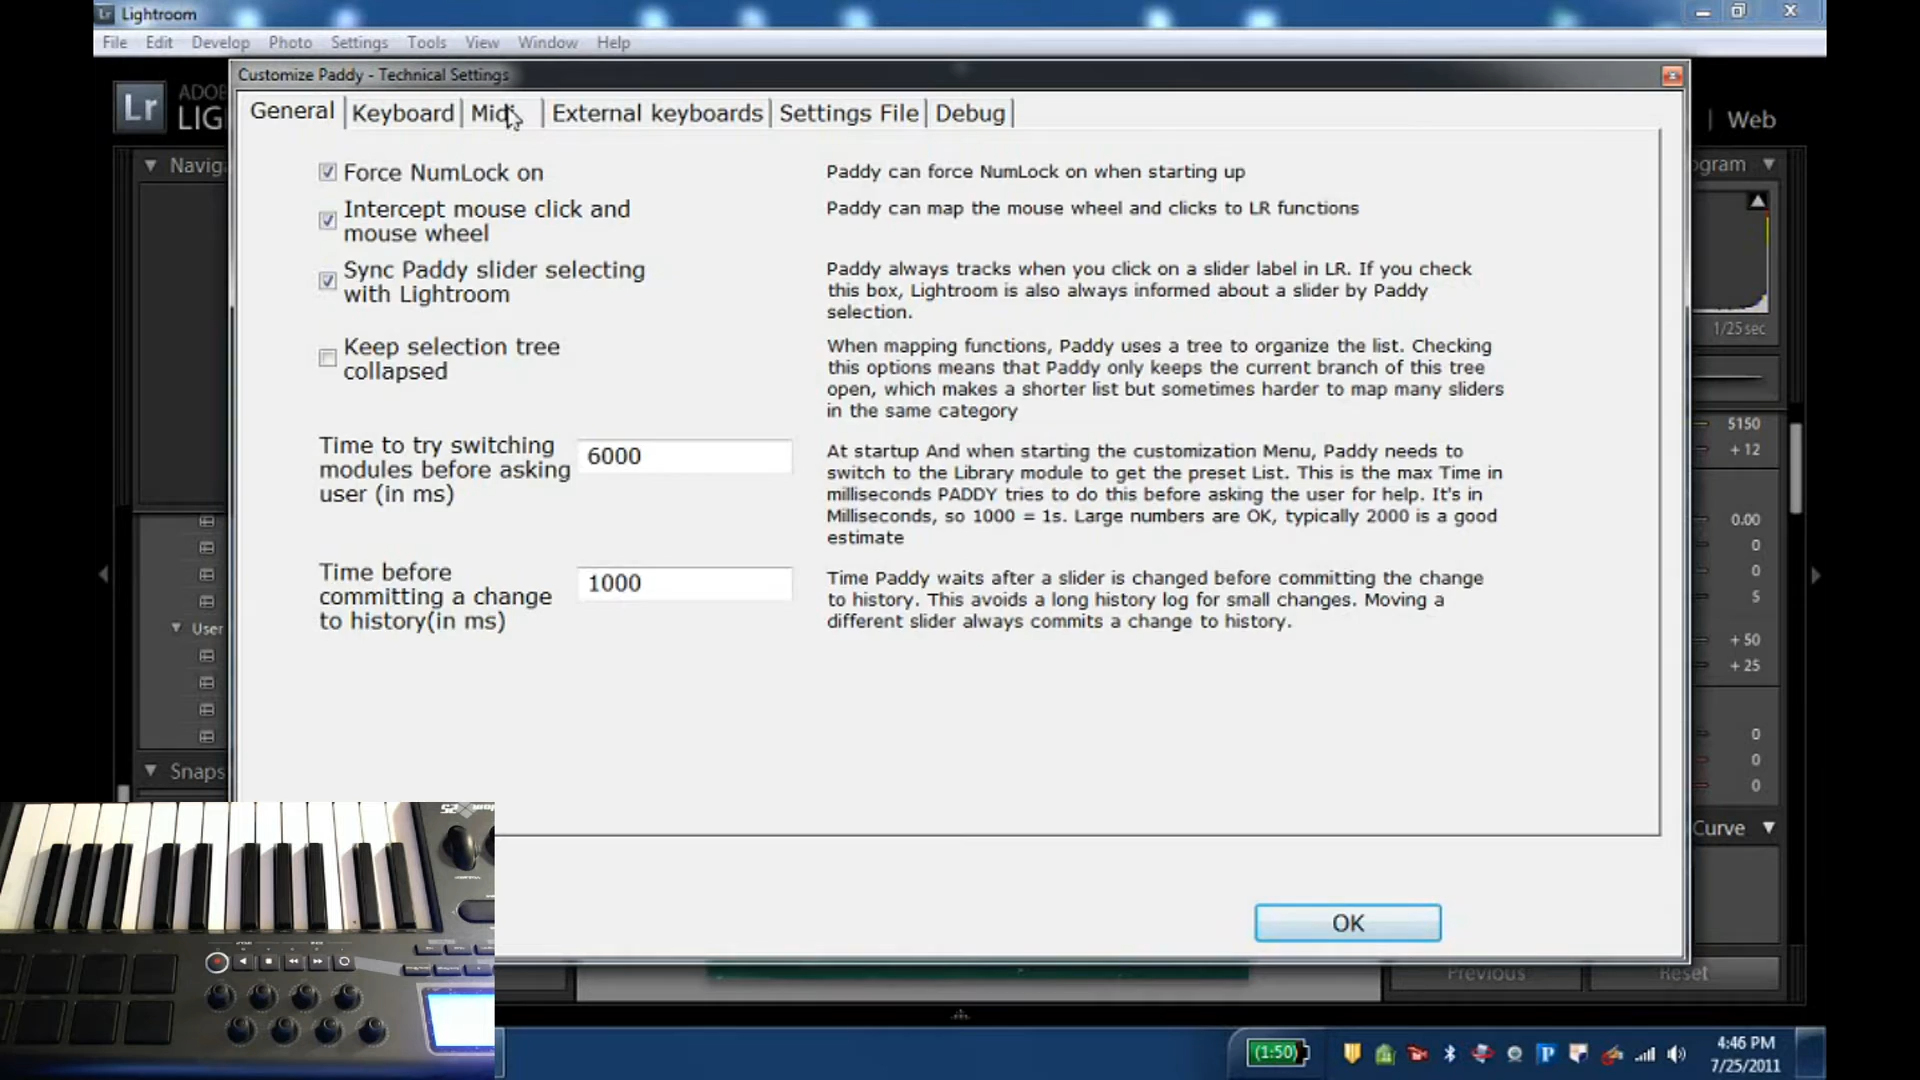 Lr Lightroom
File Edit Develop Photo Settings Tools View Window Help
Customize Paddy - Technical Settings
Lr
ADO
LIG
Web
General Keyboard Midi External keyboards Settings File Debug
Force NumLock on
Paddy can force NumLock on when starting up
Intercept mouse click and
mouse wheel
Paddy can map the mouse wheel and clicks to LR functions
Sync Paddy slider selecting
with Lightroom
Paddy always tracks when you click on a slider label in LR. If you check
this box, Lightroom is also always informed about a slider by Paddy
selection.
Keep selection tree
collapsed
When mapping functions, Paddy uses a tree to organize the list. Checking
this options means that Paddy only keeps the current branch of this tree
open, which makes a shorter list but sometimes harder to map many sliders
in the same category
Time to try switching
modules before asking
user (in ms)
6000
At startup And when starting the customization Menu, Paddy needs to
switch to the Library module to get the preset List. This is the max Time in
milliseconds PADDY tries to do this before asking the user for help. It's in
Milliseconds, so 1000 = 1s. Large numbers are OK, typically 2000 is a good
estimate
Time before
committing a change
to history(in ms)
1000
Time Paddy waits after a slider is changed before committing the change
to history. This avoids a long history log for small changes. Moving a
different slider always commits a change to history.
OK
Navig
User
Snaps
ogram
1/25 sec
5150
+ 12
0.00
0
0
5
+ 50
+ 25
0
0
0
Curve
Previous Reset
(1:50)
P
4:46 PM
7/25/2011